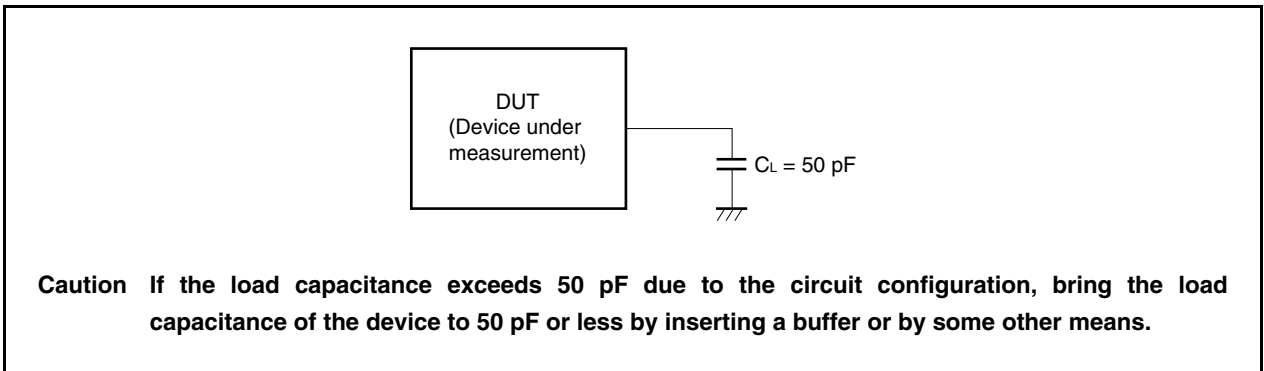 DUT
(Device under
measurement)
CL = 50 pF
Caution If the load capacitance exceeds 50 pF due to the circuit configuration, bring the load
capacitance of the device to 50 pF or less by inserting a buffer or by some other means.